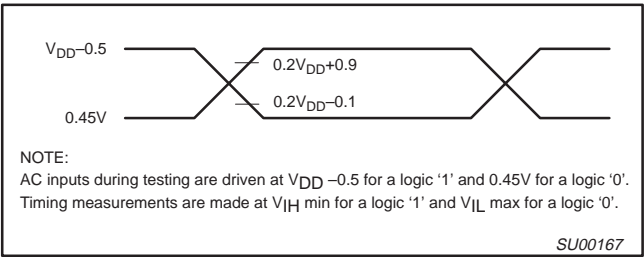 VDD–0.5
0.2VDD+0.9
0.2VDD–0.1
0.45V
NOTE:
AC inputs during testing are driven at VDD –0.5 for a logic ‘1’ and 0.45V for a logic ‘0’.
Timing measurements are made at VIH min for a logic ‘1’ and VIL max for a logic ‘0’.
SU00167